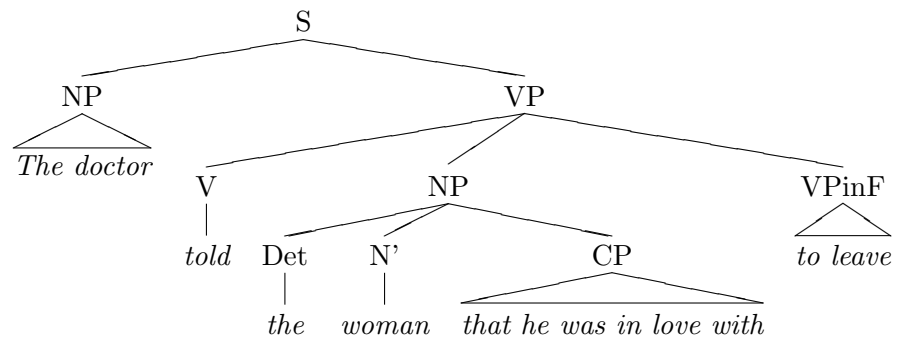 S
NP VP
The doctor
V NP VPinF
told Det N' CP to leave
the woman that he was in love with